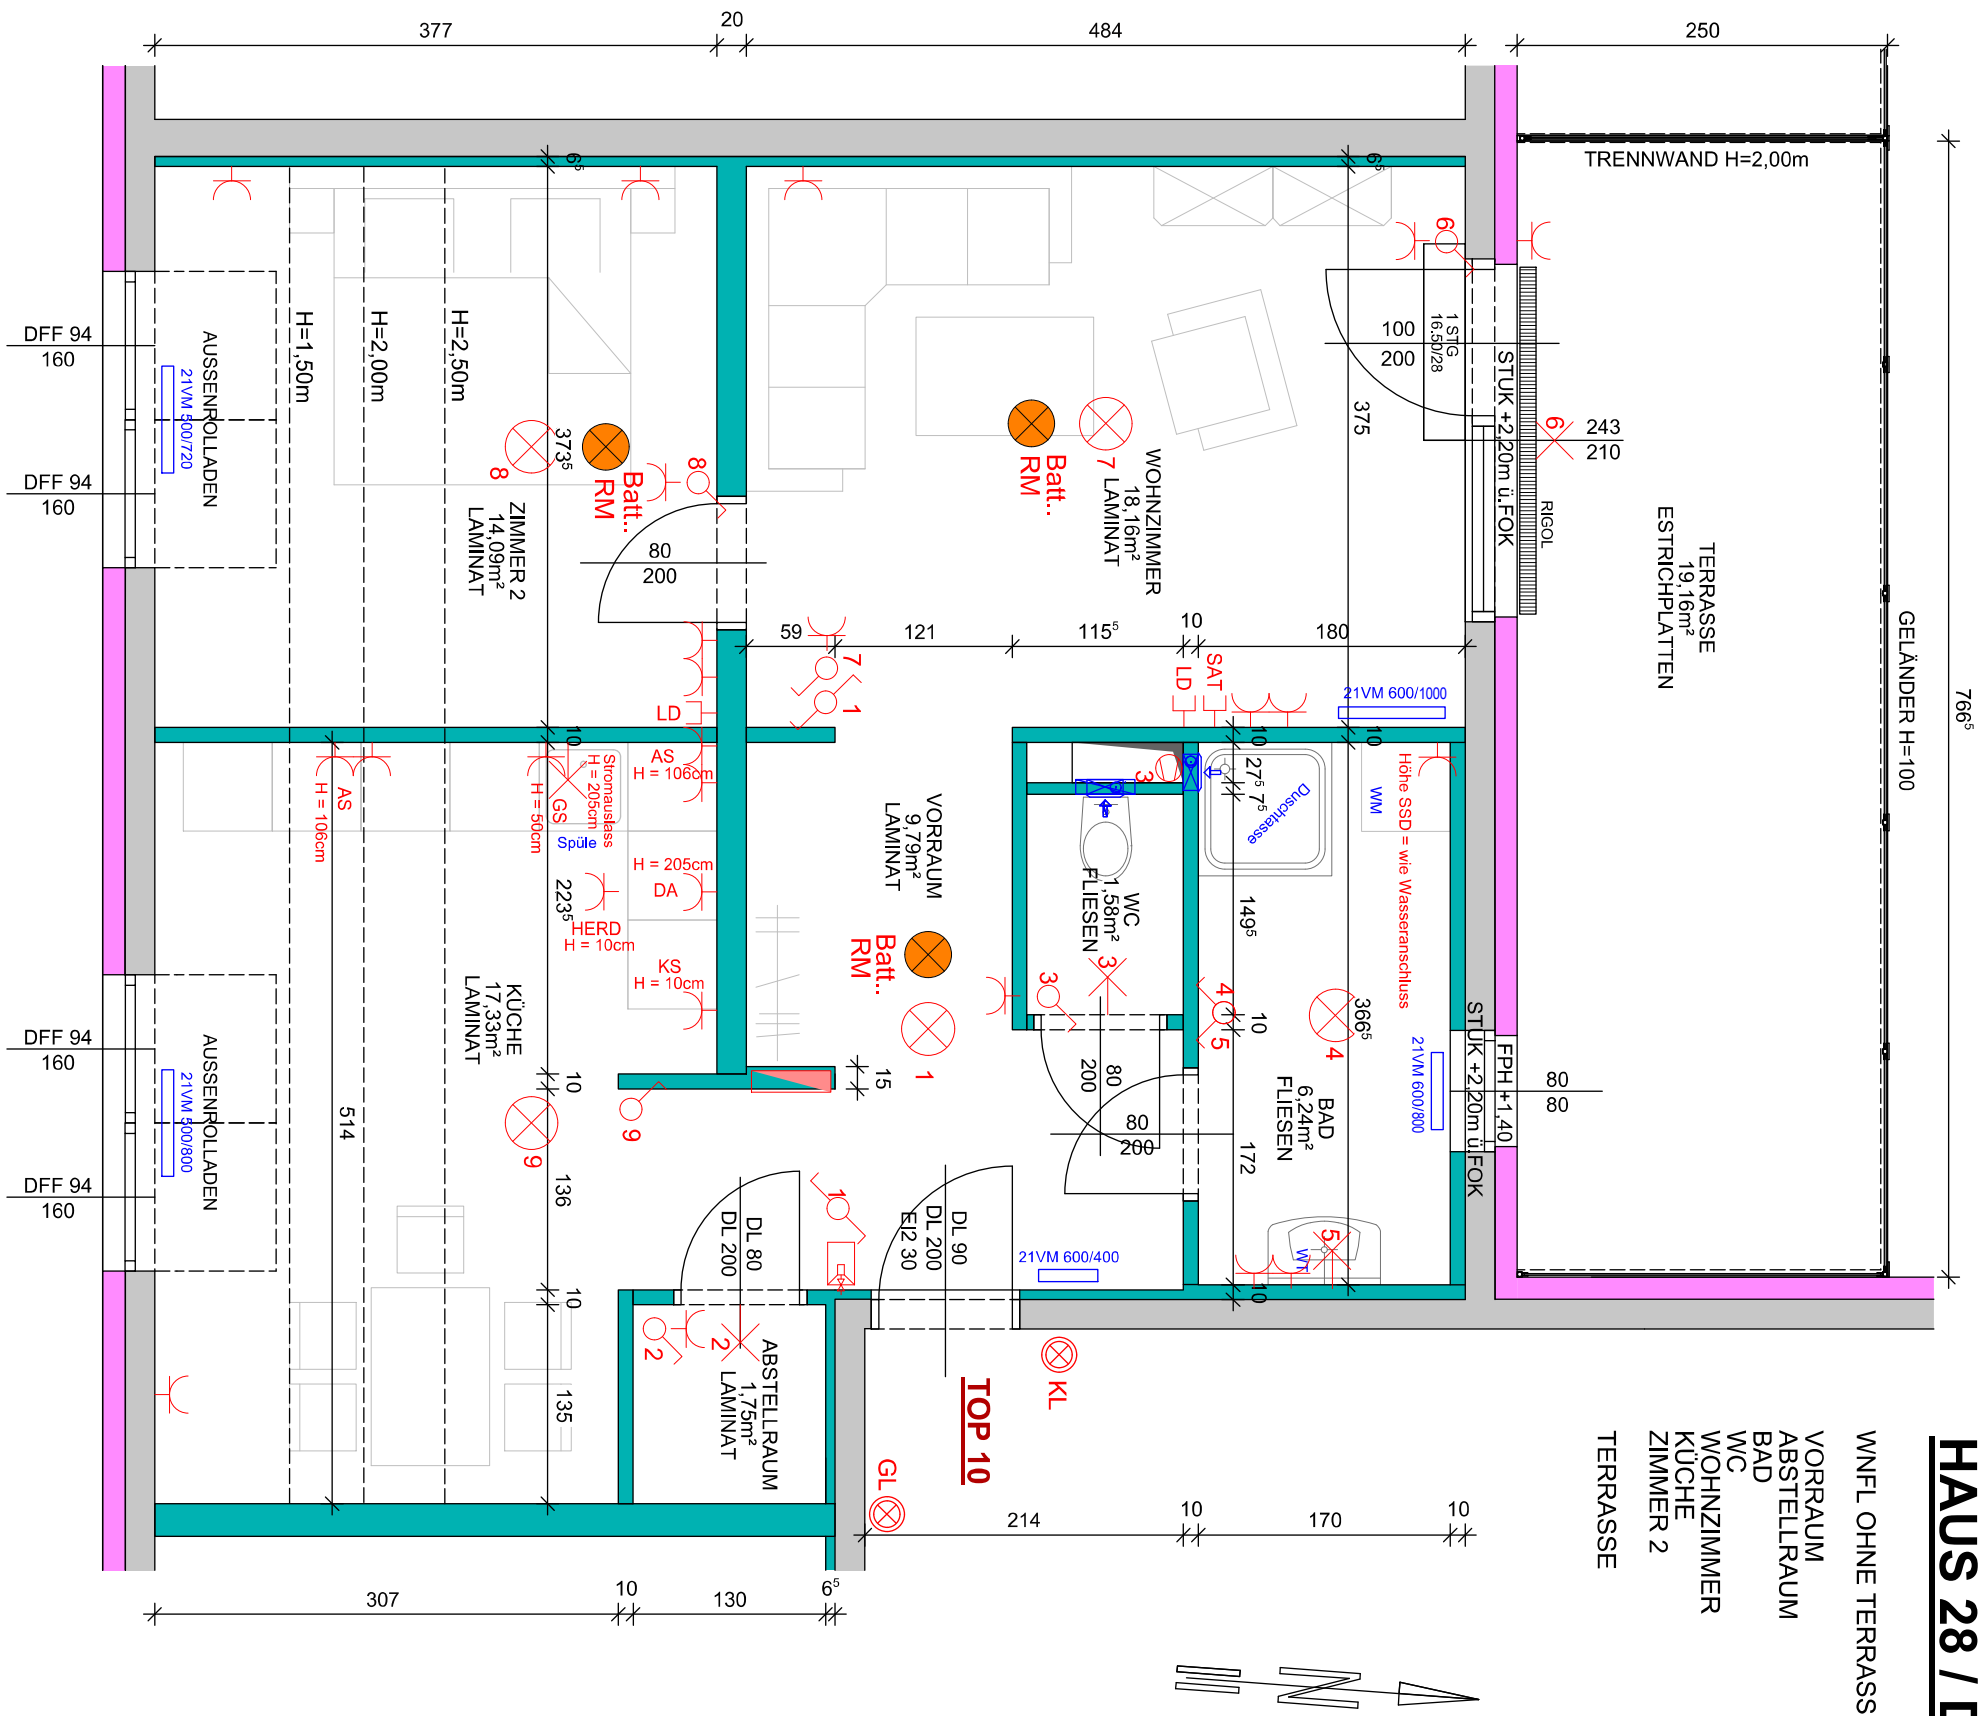 377
20
484
250
TRENNWAND H=2,00m
766⁵
GELÄNDER H=100
TERRASSE
19,16m²
ESTRICHPLATTEN
RIGOL
243
210
6
6
STUK +2,20m ü.FOK
1 STG
16.50/28
100
200
375
6⁵
6⁵
WOHNZIMMER
18,16m²
LAMINAT
7
Batt..
RM
ZIMMER 2
14,09m²
LAMINAT
8
8
Batt..
RM
373⁵
H=2,50m
H=2,00m
H=1,50m
AUSSENROLLADEN
21VM 500/720
DFF 94
160
DFF 94
160
80
200
59
121
115⁵
10
180
7
1
LD
SAT
21VM 600/1000
LD
10
10
10
AS
H = 106cm
Stromauslass
H = 205cm
GS
H = 50cm
Spüle
AS
H = 106cm
H = 205cm
DA
HERD
H = 10cm
KS
H = 10cm
223⁵
KÜCHE
17,33m²
LAMINAT
VORRAUM
9,79m²
LAMINAT
Batt..
RM
1
15
WC
1,58m²
FLIESEN
3
3
3
27⁵
7⁵
149⁵
Duschtasse
WM
Höhe SSD = wie Wasseranschluss
4
5
10
366⁵
4
21VM 600/800
BAD
6,24m²
FLIESEN
STUK +2,20m ü.FOK
FPH +1,40
80
80
80
200
80
200
172
5
WT
10
DFF 94
160
DFF 94
160
AUSSENROLLADEN
21VM 500/800
514
9
9
10
136
10
135
DL 80
DL 200
DL 90
DL 200
EI2 30
1
21VM 600/400
2
2
ABSTELLRAUM
1,75m²
LAMINAT
KL
TOP 10
GL
214
10
170
10
307
10
130
6⁵
HAUS 28 /
WNFL OHNE TERRASS
VORRAUM
ABSTELLRAUM
BAD
WC
WOHNZIMMER
KÜCHE
ZIMMER 2
TERRASSE
N